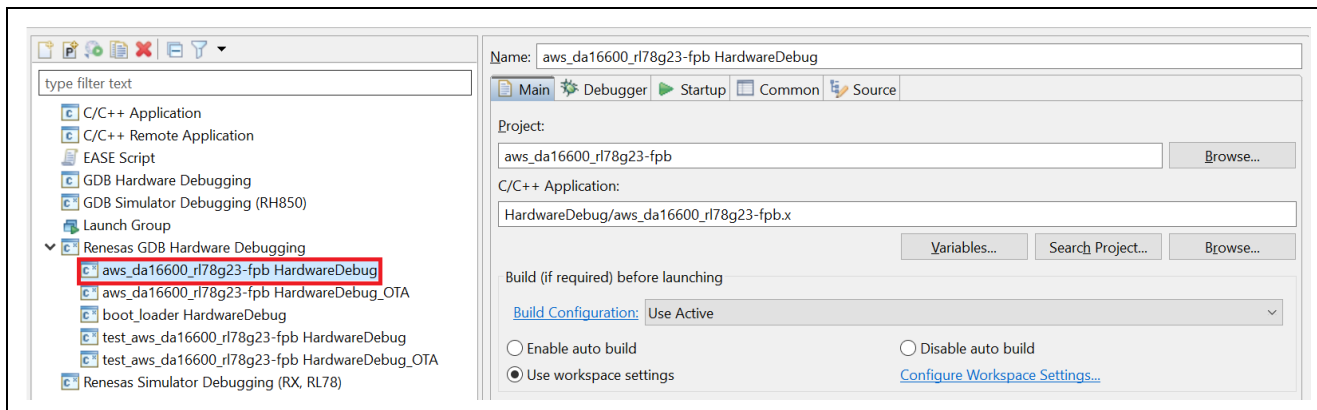 type filter text
C/C++ Application
C/C++ Remote Application
EASE Script
GDB Hardware Debugging
GDB Simulator Debugging (RH850)
Launch Group
Renesas GDB Hardware Debugging
aws_da16600_rl78g23-fpb HardwareDebug
aws_da16600_rl78g23-fpb HardwareDebug_OTA
boot_loader HardwareDebug
test_aws_da16600_rl78g23-fpb HardwareDebug
test_aws_da16600_rl78g23-fpb HardwareDebug_OTA
Renesas Simulator Debugging (RX, RL78)
Name: aws_da16600_rl78g23-fpb HardwareDebug
Main Debugger Startup Common Source
Project:
aws_da16600_rl78g23-fpb Browse...
C/C++ Application:
HardwareDebug/aws_da16600_rl78g23-fpb.x
Variables... Search Project... Browse...
Build (if required) before launching
Build Configuration: Use Active
Enable auto build Disable auto build
Use workspace settings Configure Workspace Settings...